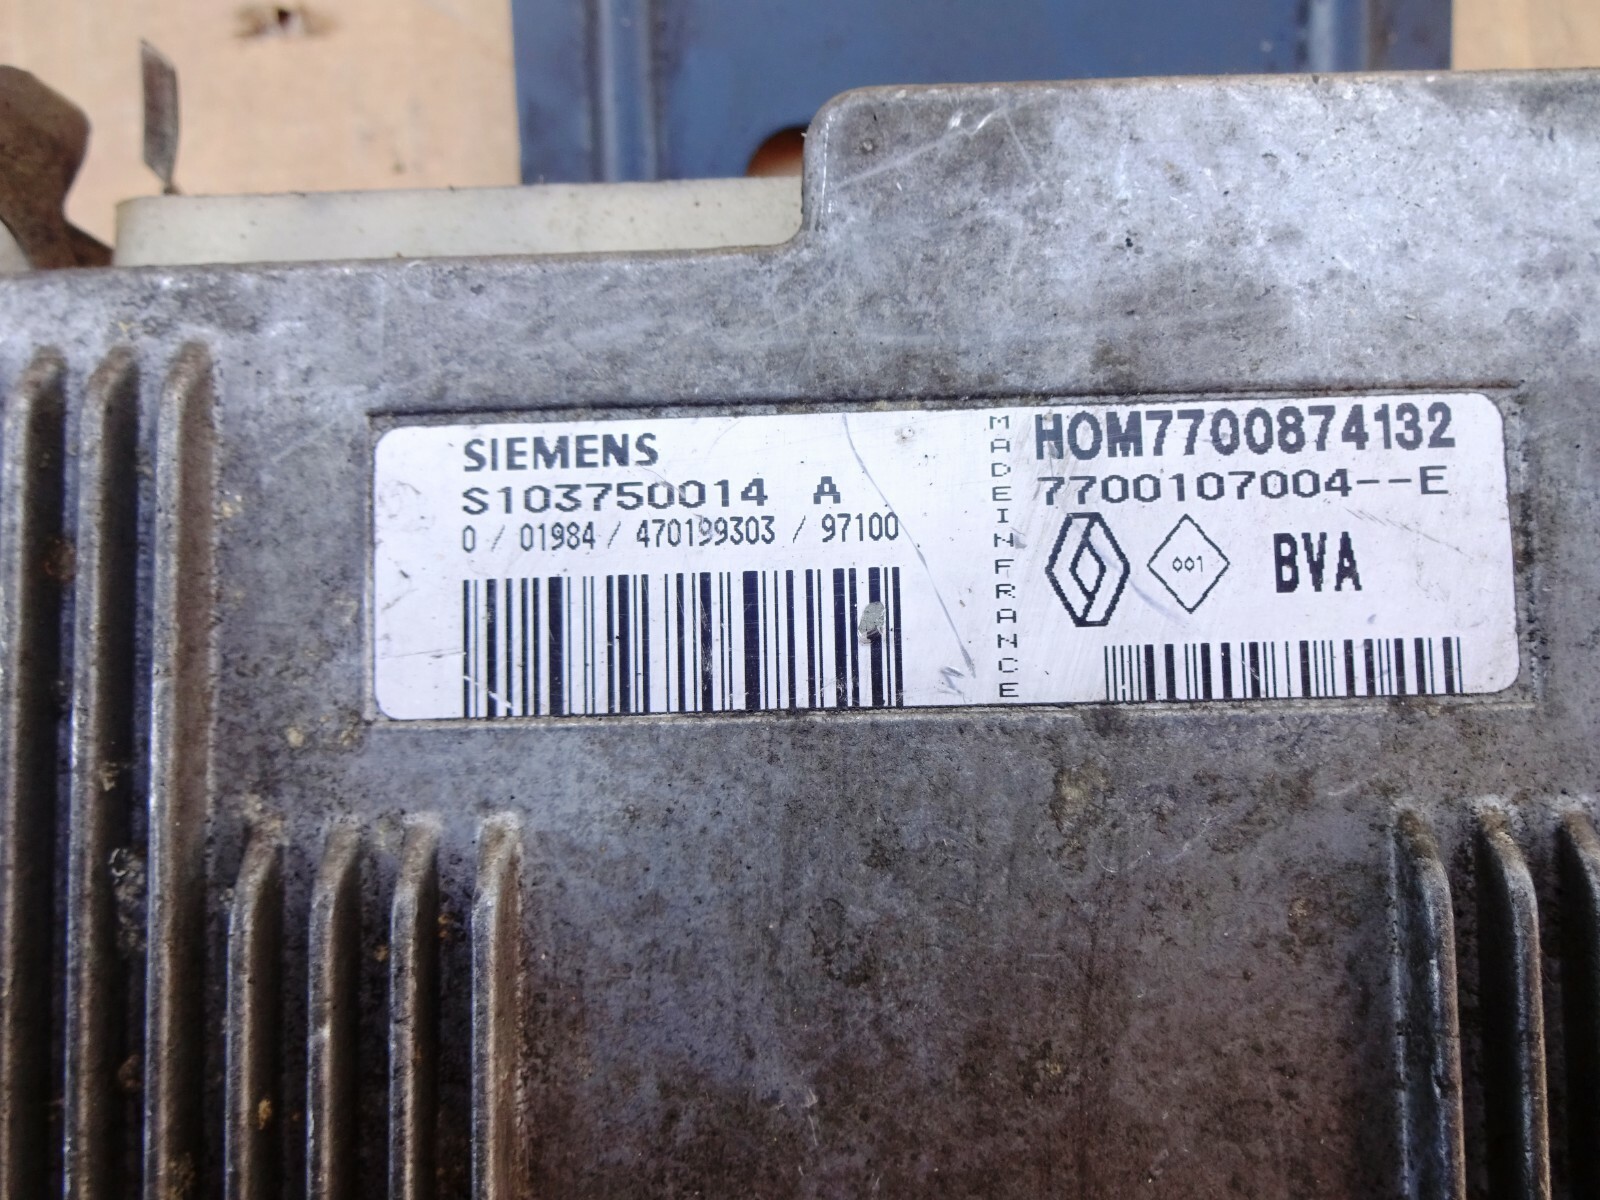 SIEMENS
S103750014 A
0 / 01984 / 470199303 / 97100
MADE IN FRANCE
HOM7700874132
7700107004--E
001
BVA